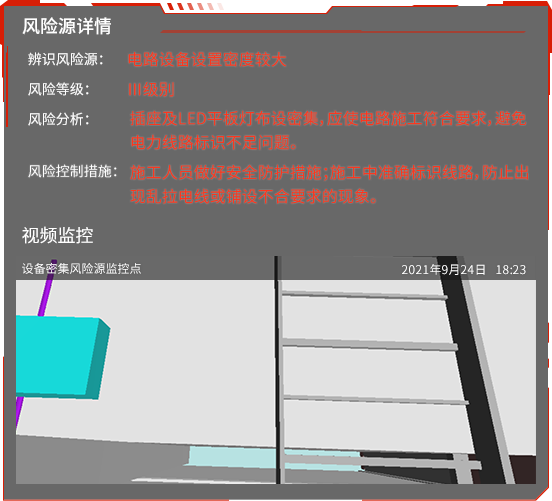 风险源详情
辨识风险源： 电路设备设置密度较大
风险等级： III级别
风险分析： 插座及LED平板灯布设密集，应使电路施工符合要求，避免
电力线路标识不足问题。
风险控制措施： 施工人员做好安全防护措施；施工中准确标识线路，防止出
现乱拉电线或铺设不合要求的现象。
视频监控
设备密集风险源监控点 2021年9月24日 18:23